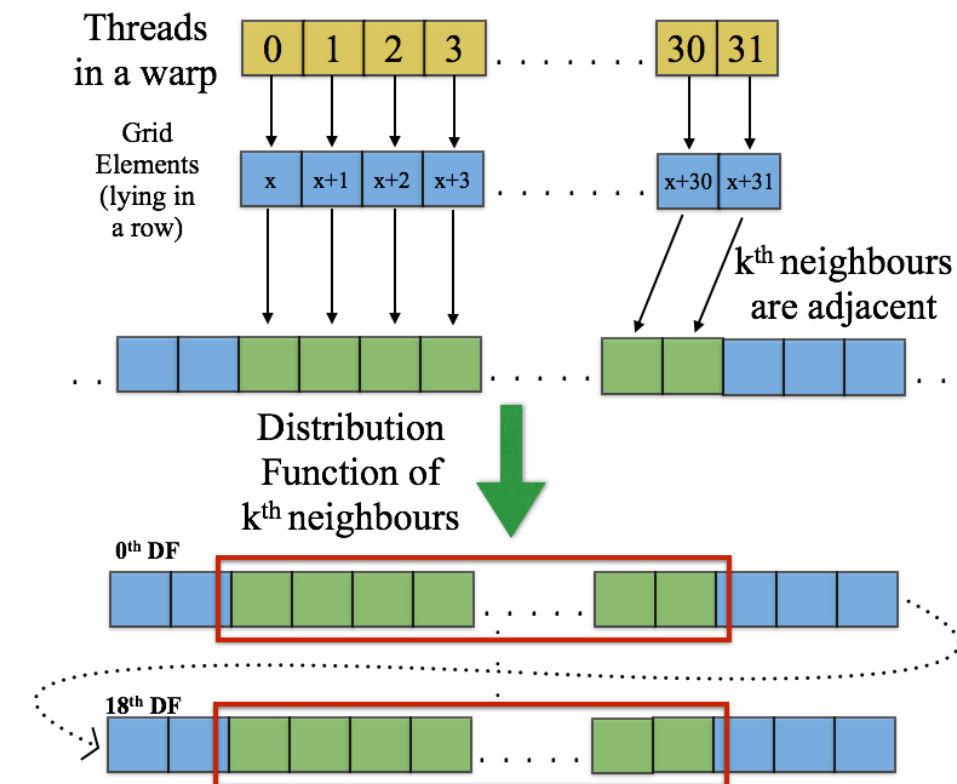 Threads
in a warp
0 1 2 3 . . . . . . . 30 31
Grid
Elements
(lying in
a row)
x x+1 x+2 x+3 . . . . . . . x+30 x+31
kth neighbours
are adjacent
. . . . . . . . .
Distribution
Function of
kth neighbours
0th DF
. . . . . .
18th DF
. . . . . .